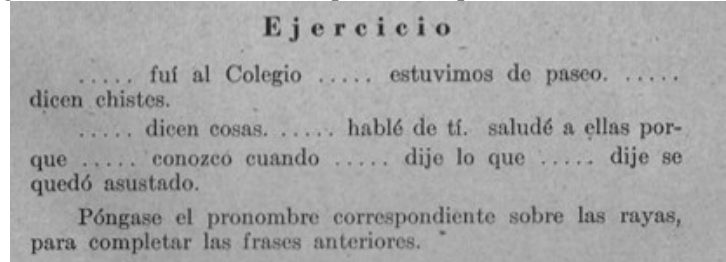 Ejercicio
..... fuí al Colegio ..... estuvimos de paseo. .....
dicen chistes.
..... dicen cosas. ..... hablé de tí. saludé a ellas por-
que ..... conozco cuando ..... dije lo que ..... dije se
quedó asustado.
Póngase el pronombre correspondiente sobre las rayas,
para completar las frases anteriores.